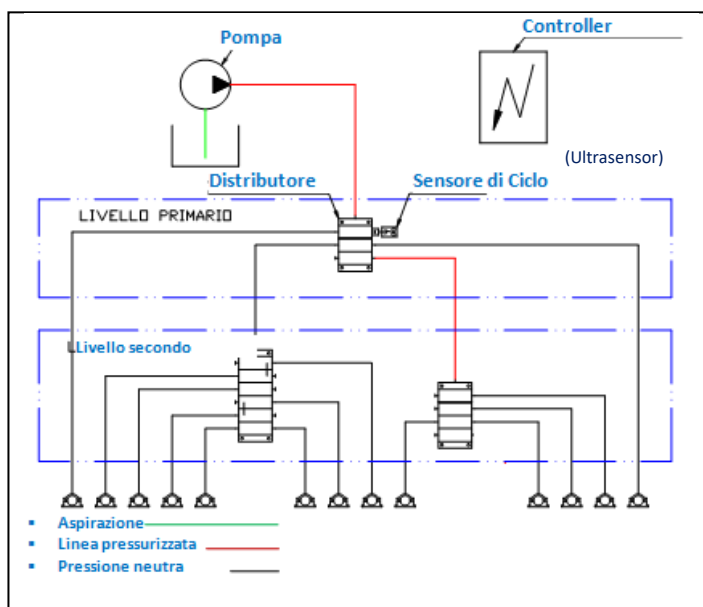 Controller
Pompa
(Ultrasensor)
Distributore
Sensore di Ciclo
LIVELLO PRIMARIO
LLivello secondo
▪ Aspirazione
▪ Linea pressurizzata
▪ Pressione neutra